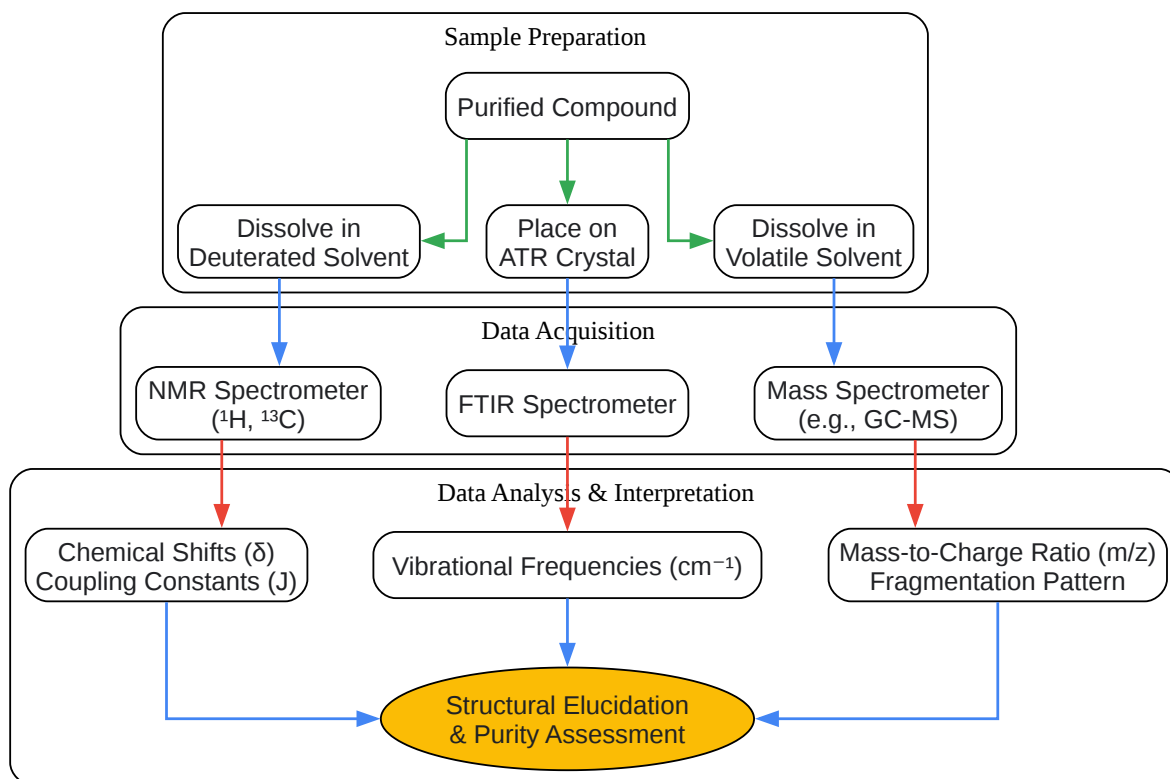 Sample Preparation
Purified Compound
Dissolve in
Deuterated Solvent
Place on
ATR Crystal
Dissolve in
Volatile Solvent
Data Acquisition
NMR Spectrometer
(¹H, ¹³C)
FTIR Spectrometer
Mass Spectrometer
(e.g., GC-MS)
Data Analysis & Interpretation
Chemical Shifts (δ)
Coupling Constants (J)
Vibrational Frequencies (cm⁻¹)
Mass-to-Charge Ratio (m/z)
Fragmentation Pattern
Structural Elucidation
& Purity Assessment